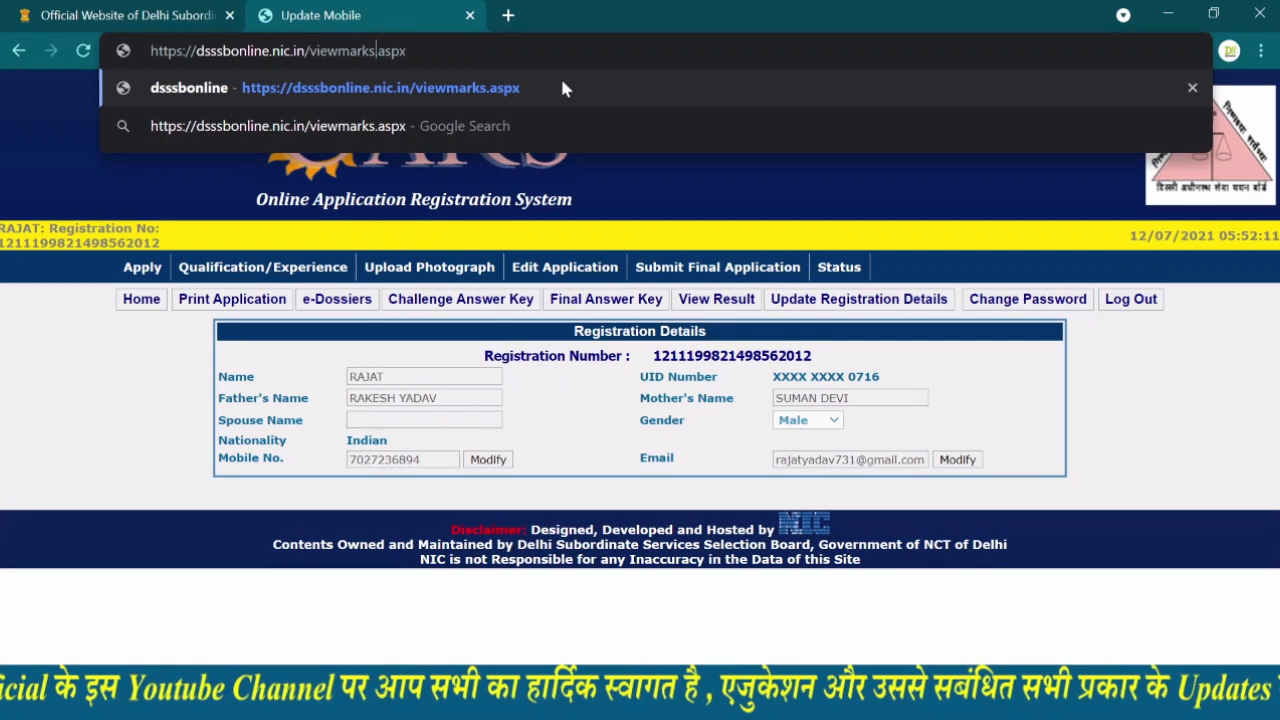 Official Website of Delhi Subordi
Update Mobile
https://dsssbonline.nic.in/viewmarks.aspx
dsssbonline - https://dsssbonline.nic.in/viewmarks.aspx
https://dsssbonline.nic.in/viewmarks.aspx - Google Search
Online Application Registration System
दिल्ली अधीनस्थ सेवा चयन बोर्ड
RAJAT: Registration No:
1211199821498562012
12/07/2021 05:52:11
Apply Qualification/Experience Upload Photograph Edit Application Submit Final Application Status
Home Print Application e-Dossiers Challenge Answer Key Final Answer Key View Result Update Registration Details Change Password Log Out
Registration Details
Registration Number : 1211199821498562012
Name RAJAT UID Number XXXX XXXX 0716
Father's Name RAKESH YADAV Mother's Name SUMAN DEVI
Spouse Name Gender Male
Nationality Indian
Mobile No. 7027236894 Modify Email rajatyadav731@gmail.com Modify
Disclaimer: Designed, Developed and Hosted by NIC
Contents Owned and Maintained by Delhi Subordinate Services Selection Board, Government of NCT of Delhi
NIC is not Responsible for any Inaccuracy in the Data of this Site
icial के इस Youtube Channel पर आप सभी का हार्दिक स्वागत है , एजुकेशन और उससे सबंधित सभी प्रकार के Updates